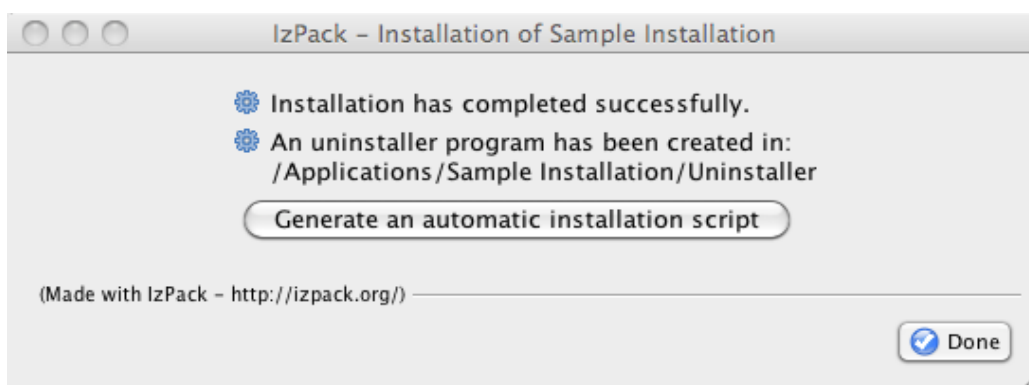 IzPack – Installation of Sample Installation
Installation has completed successfully.
An uninstaller program has been created in:
/Applications/Sample Installation/Uninstaller
Generate an automatic installation script
(Made with IzPack – http://izpack.org/)
Done